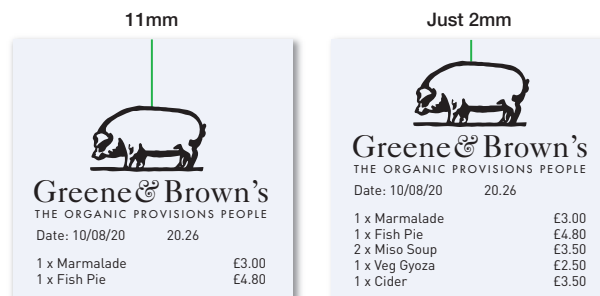 11mm
Greene & Brown's
THE ORGANIC PROVISIONS PEOPLE
Date: 10/08/20 20.26
1 x Marmalade £3.00
1 x Fish Pie £4.80
Just 2mm
Greene & Brown's
THE ORGANIC PROVISIONS PEOPLE
Date: 10/08/20 20.26
1 x Marmalade £3.00
1 x Fish Pie £4.80
2 x Miso Soup £3.50
1 x Veg Gyoza £2.50
1 x Cider £3.50